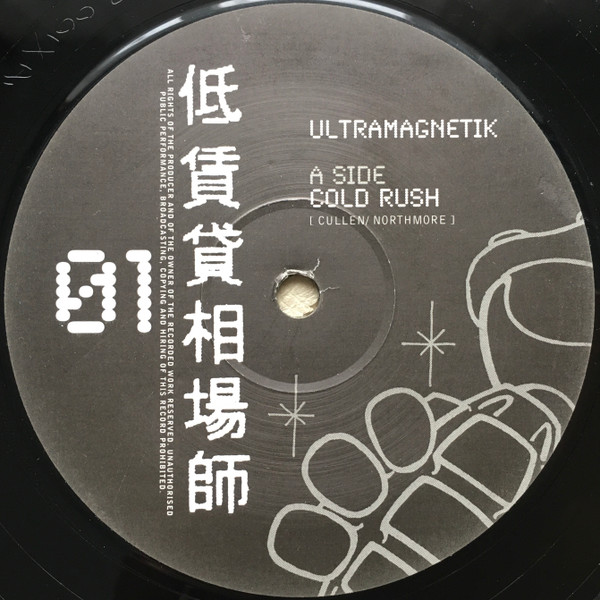 低賃貸相場師
ALL RIGHTS OF THE PRODUCER AND OF THE OWNER OF THE RECORDED WORK RESERVED. UNAUTHORISED
PUBLIC PERFORMANCE, BROADCASTING, COPYING AND HIRING OF THIS RECORD PROHIBITED.
01
ULTRAMAGNETIK
A SIDE
COLD RUSH
[ CULLEN/ NORTHMORE ]